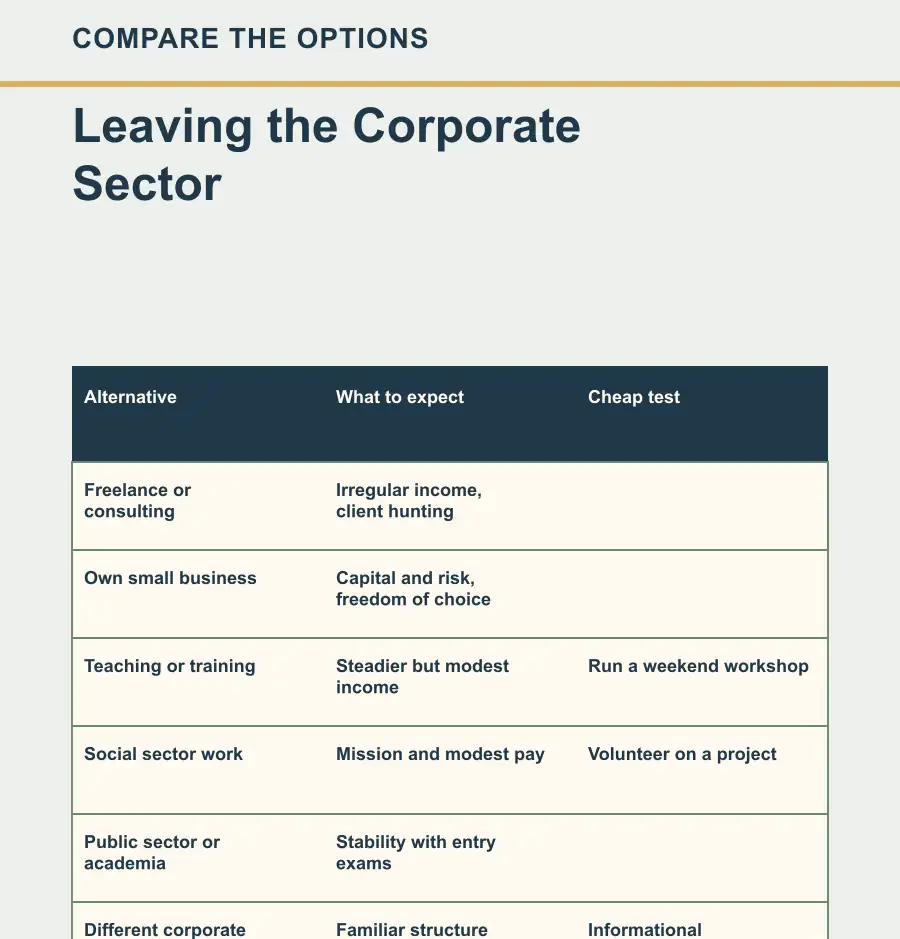 COMPARE THE OPTIONS
Leaving the Corporate
Sector
Alternative
What to expect
Cheap test
Freelance or
consulting
Irregular income,
client hunting
Own small business
Capital and risk,
freedom of choice
Teaching or training
Steadier but modest
income
Run a weekend workshop
Social sector work
Mission and modest pay
Volunteer on a project
Public sector or
academia
Stability with entry
exams
Different corporate
Familiar structure
Informational